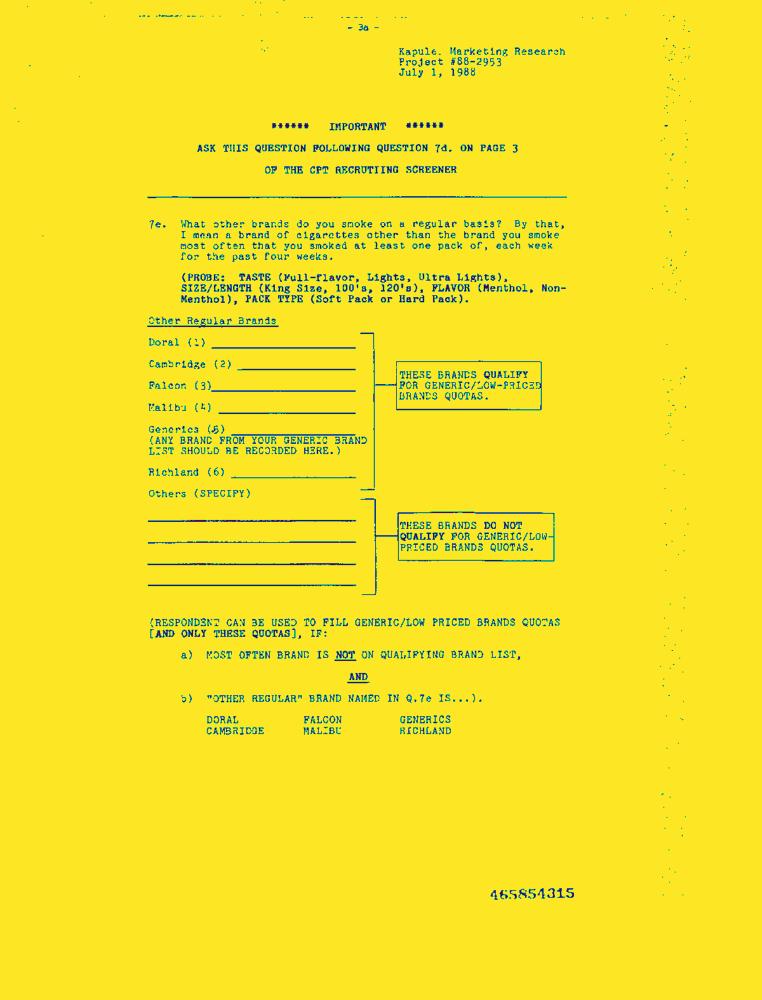 - 3a -
Kapule. Marketing Research
Project #88-2953
July 1, 1988
****** IMPORTANT ******
ASK THIS QUESTION FOLLOWING QUESTION 7d. ON PAGE 3
OF THE CPT RECRUTIING SCREENER
7e. What other brands do you smoke on a regular basis? By that,
I mean a brand of cigarettes other than the brand you smoke
most often that you smoked at least one pack of, each week
for the past four weeks.
(PROBE: TASTE (Full-flavor, Lights, Ultra Lights),
SIZE/LENGTH (King Size, 100's, 120's), FLAVOR (Menthol, Non-
Menthol), PACK TYPE (Soft Pack or Hard Pack).
Other Regular Brands
Doral (1)
Cambridge (2)
THESE BRANDS QUALIFY
FOR GENERIC/LOW-PRICED
BRANDS QUOTAS.
Falcon (3)
Malibu (4)
Generics (5)
(ANY BRAND FROM YOUR GENERIC BRAND
LIST SHOULD BE RECORDED HERE.)
Richland (6)
Others (SPECIFY)
THESE BRANDS DO NOT
QUALIFY FOR GENERIC/LOW-
PRICED BRANDS QUOTAS.
(RESPONDENT CAN BE USED TO FILL GENERIC/LOW PRICED BRANDS QUOTAS
[AND ONLY THESE QUOTAS], IF:
a) MOST OFTEN BRAND IS NOT ON QUALIFYING BRAND LIST,
AND
b) "OTHER REGULAR" BRAND NAMED IN Q.7e IS...).
DORAL FALCON GENERICS
CAMBRIDGE MALIBU RICHLAND
465854315